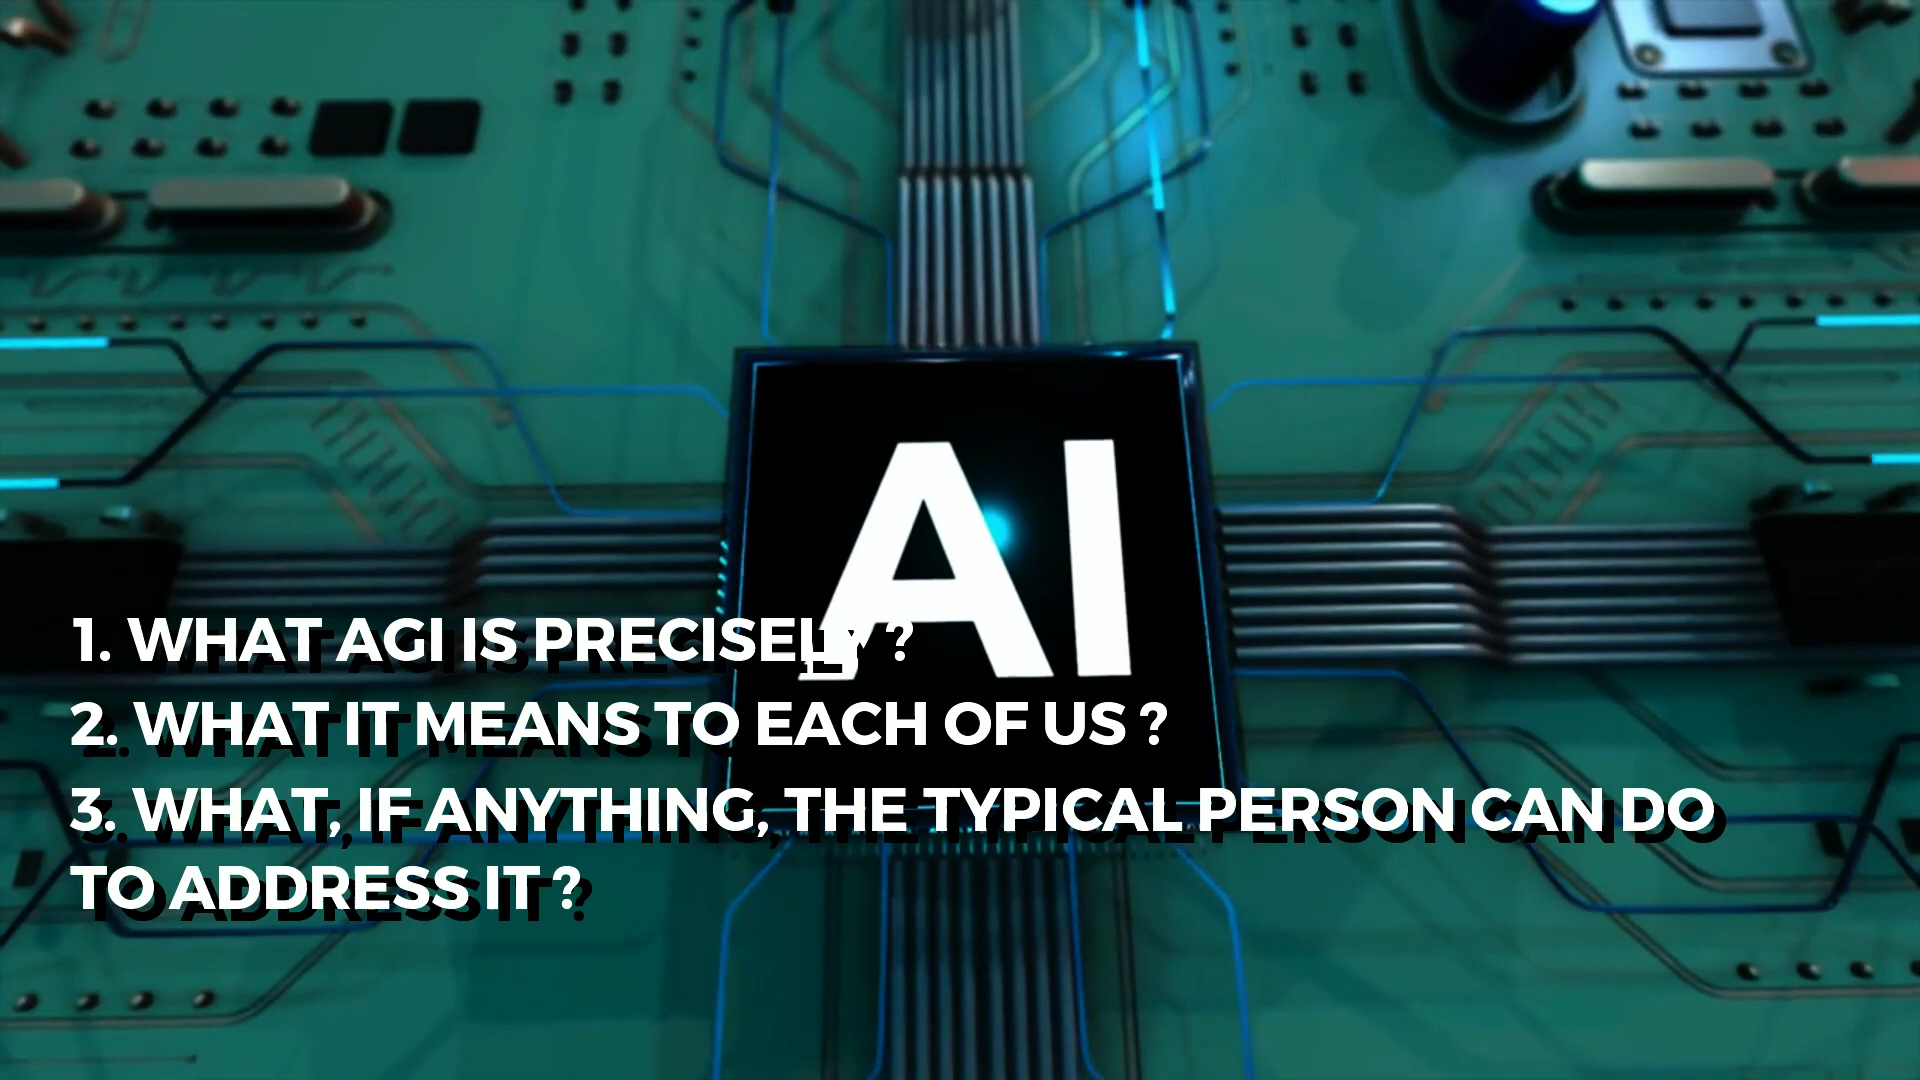 AI
1. WHAT AGI IS PRECISELY ?
2. WHAT IT MEANS TO EACH OF US ?
3. WHAT, IF ANYTHING, THE TYPICAL PERSON CAN DO
TO ADDRESS IT ?